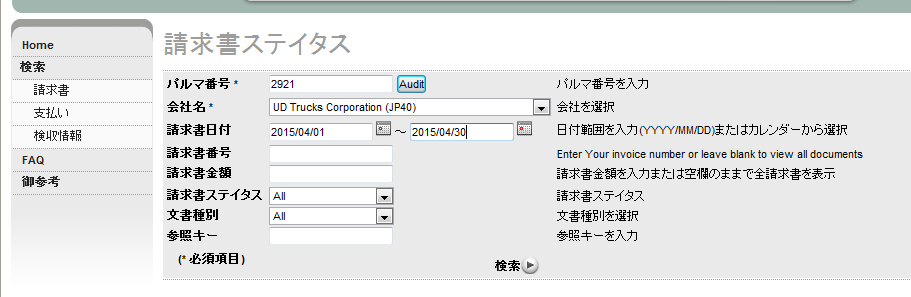 Home
検索
請求書
支払い
検収情報
FAQ
御参考
請求書ステイタス
パルマ番号 * 2921 Audit パルマ番号を入力
会社名 * UD Trucks Corporation (JP40) 会社を選択
請求書日付 2015/04/01 ～ 2015/04/30 日付範囲を入力(YYYY/MM/DD)またはカレンダーから選択
請求書番号 Enter Your invoice number or leave blank to view all documents
請求書金額 請求書金額を入力または空欄のままで全請求書を表示
請求書ステイタス All 請求書ステイタス
文書種別 All 文書種別を選択
参照キー 参照キーを入力
(* 必須項目)
検索